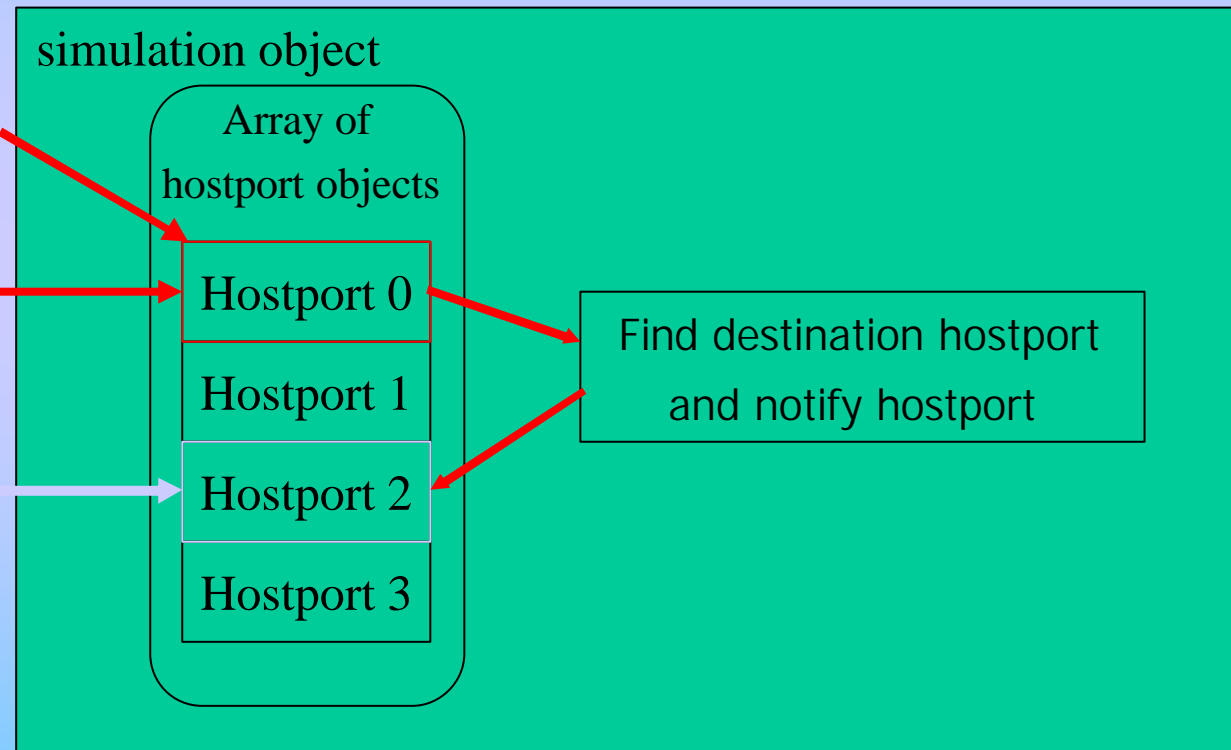 simulation object
Array of
hostport objects
Hostport 0
Hostport 1
Hostport 2
Hostport 3
Find destination hostport
and notify hostport